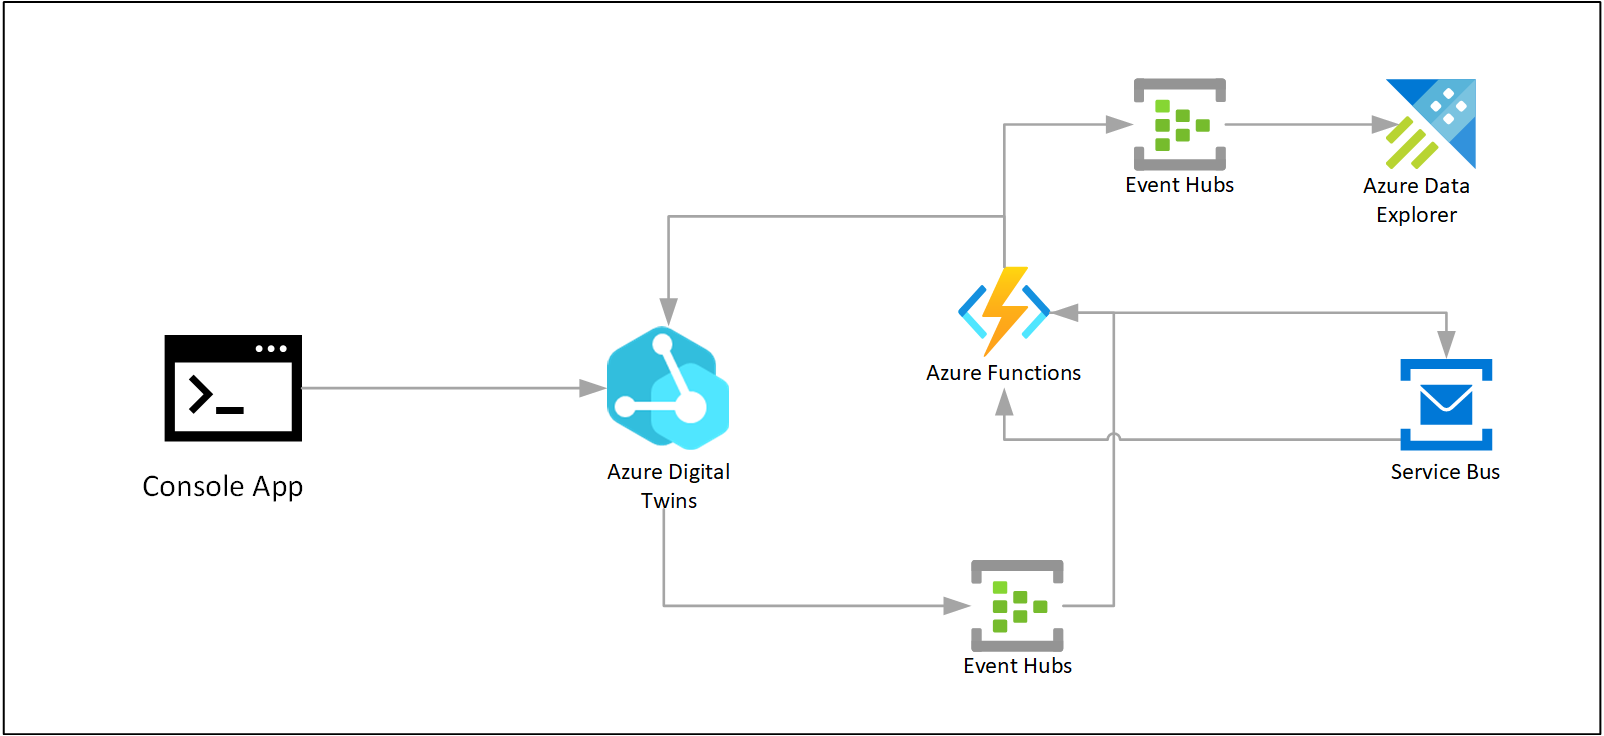 Event Hubs
Azure Data
Explorer
Azure Functions
Console App
Azure Digital
Twins
Service Bus
Event Hubs